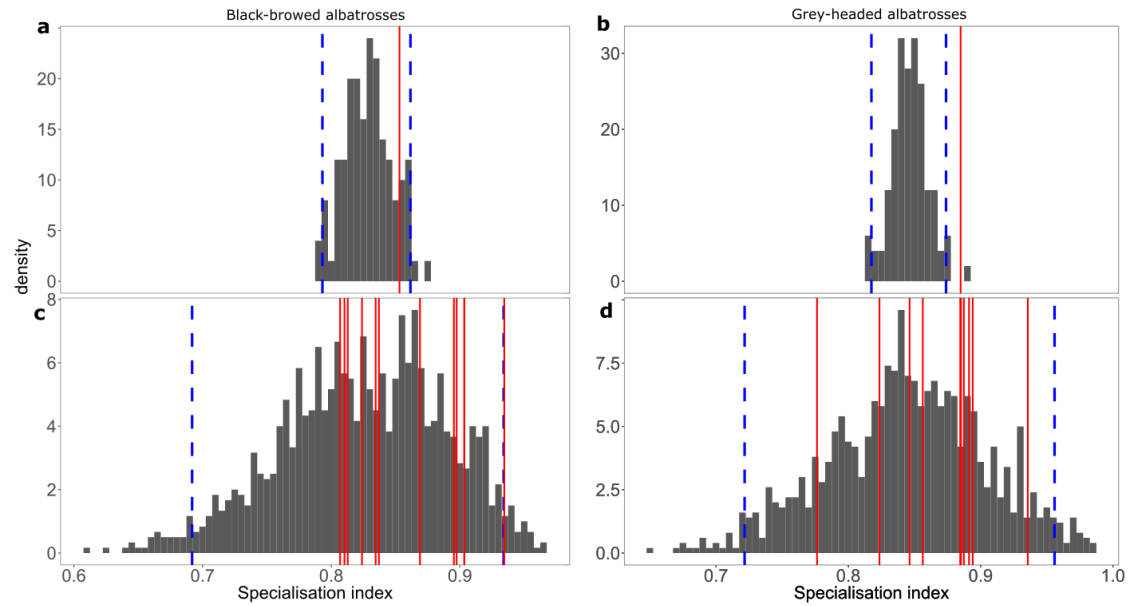 Black-browed albatrosses
Grey-headed albatrosses
a
b
20
15
10
5
0
30
20
10
0
density
c
d
8
6
4
2
0
7.5
5.0
2.5
0.0
0.6 0.7 0.8 0.9
0.7 0.8 0.9 1.0
Specialisation index
Specialisation index